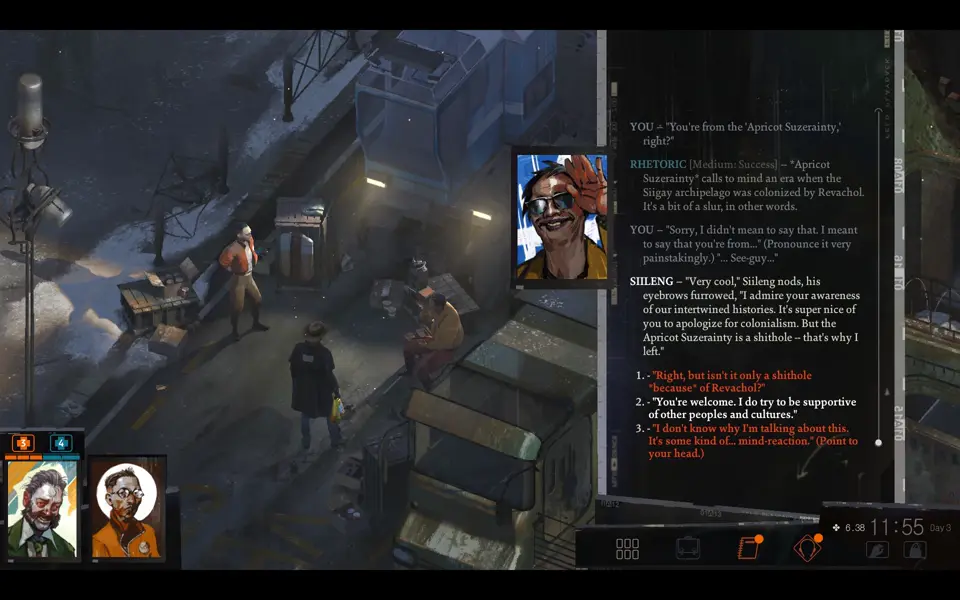 YOU – "You're from the 'Apricot Suzerainty,'
right?"
RHETORIC [Medium: Success] – *Apricot
Suzerainty* calls to mind an era when the
Siigay archipelago was colonized by Revachol.
It's a bit of a slur, in other words.
YOU – "Sorry, I didn't mean to say that. I meant
to say that you're from..." (Pronounce it very
painstakingly.) "... See-guy..."
SIILENG – "Very cool," Siileng nods, his
eyebrows furrowed, "I admire your awareness
of our intertwined histories. It's super nice of
you to apologize for colonialism. But the
Apricot Suzerainty is a shithole – that's why I
left."
1. - "Right, but isn't it only a shithole
*because* of Revachol?"
2. - "You're welcome. I do try to be supportive
of other peoples and cultures."
3. - "I don't know why I'm talking about this.
It's some kind of... mind-reaction." (Point to
your head.)
3
4
6.38 11:55 Day 3